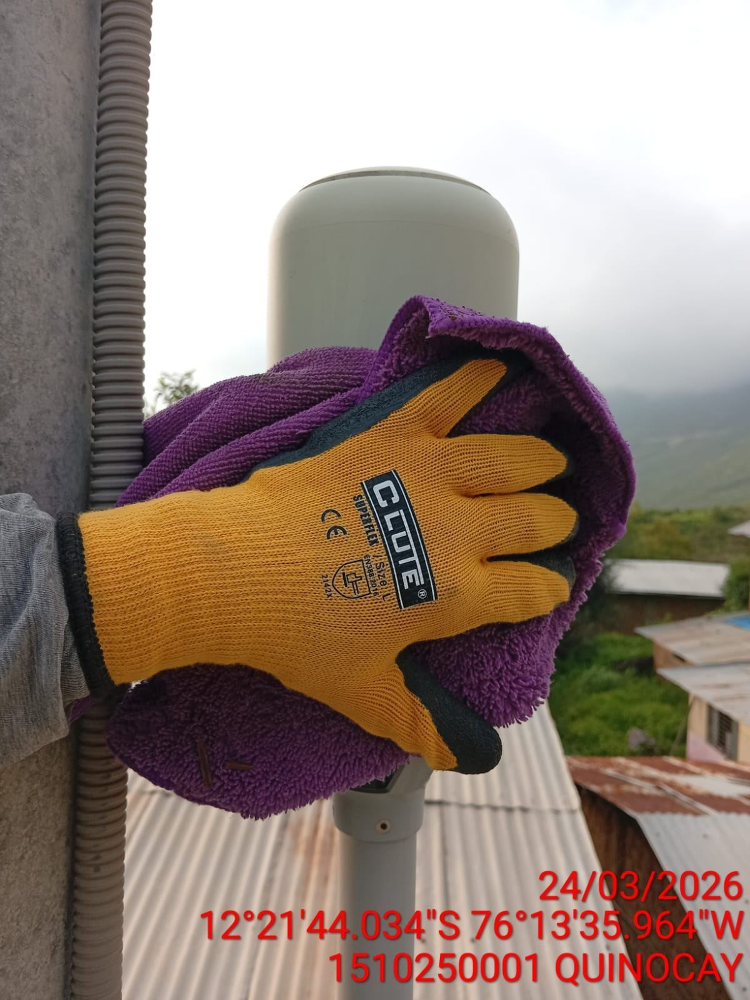 CLUTE®
SUPERFLEX / Size L
CE
EN388:2016
2142X
24/03/2026
12°21'44.034"S 76°13'35.964"W
1510250001 QUINOCAY